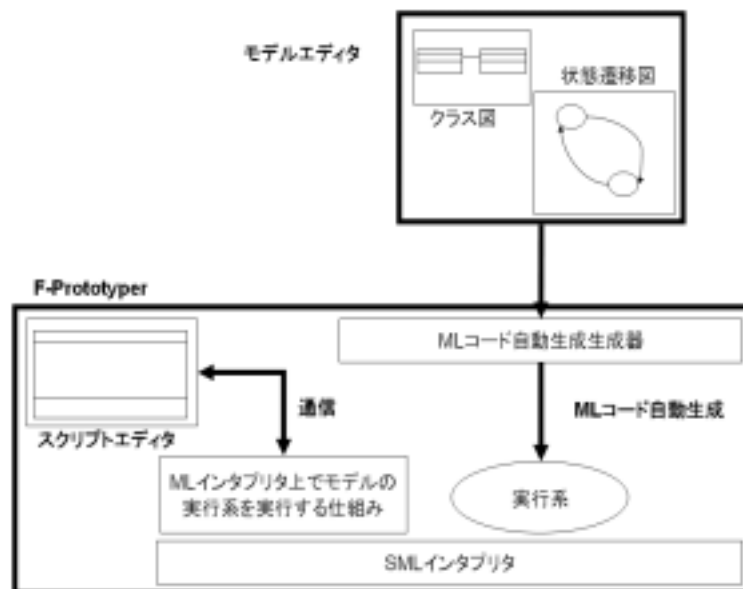 モデルエディタ
クラス図
状態遷移図
F-Prototyper
MLコード自動生成生成器
スクリプトエディタ
通信
MLコード自動生成
MLインタプリタ上でモデルの
実行系を実行する仕組み
実行系
SMLインタプリタ